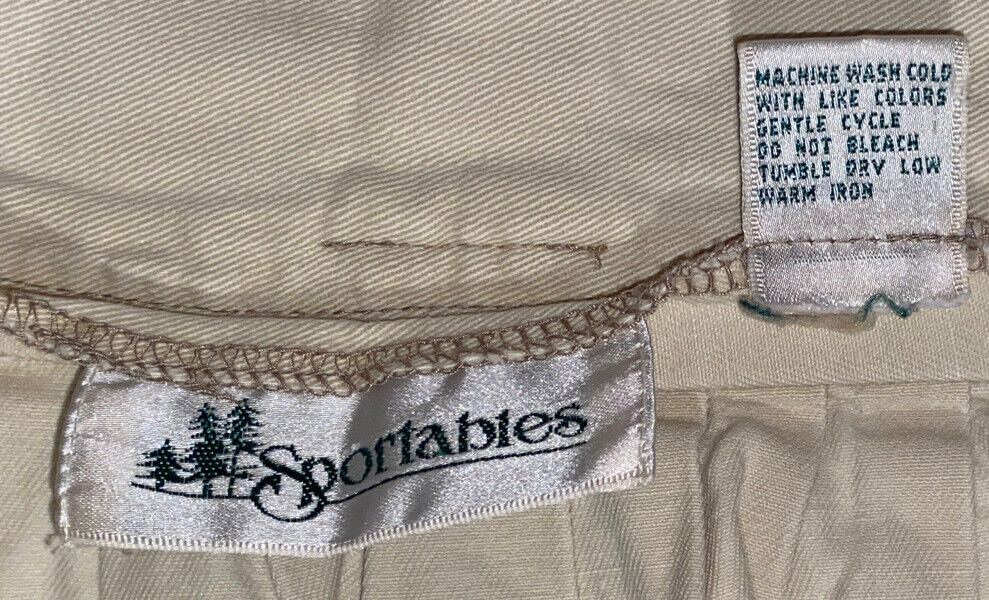 MACHINE WASH COLD
WITH LIKE COLORS
GENTLE CYCLE
DO NOT BLEACH
TUMBLE DRY LOW
WARM IRON
Sportables